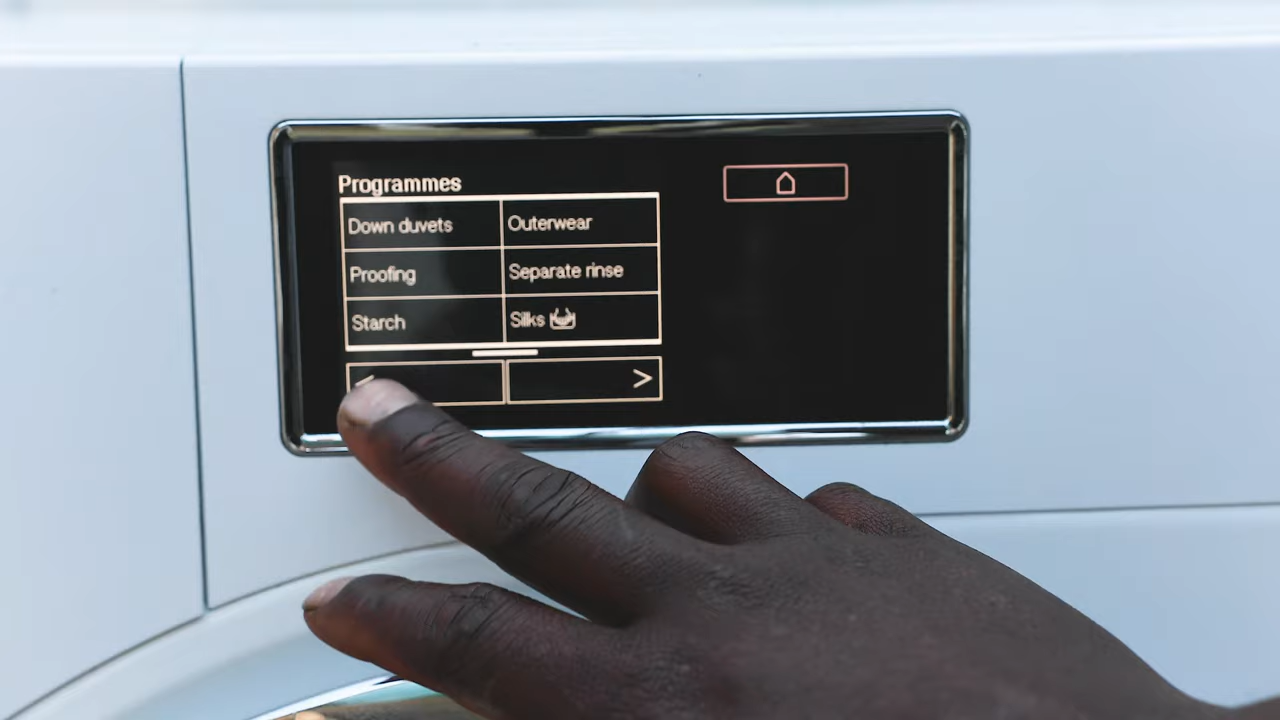 Programmes
Down duvets Outerwear
Proofing Separate rinse
Starch Silks
< >